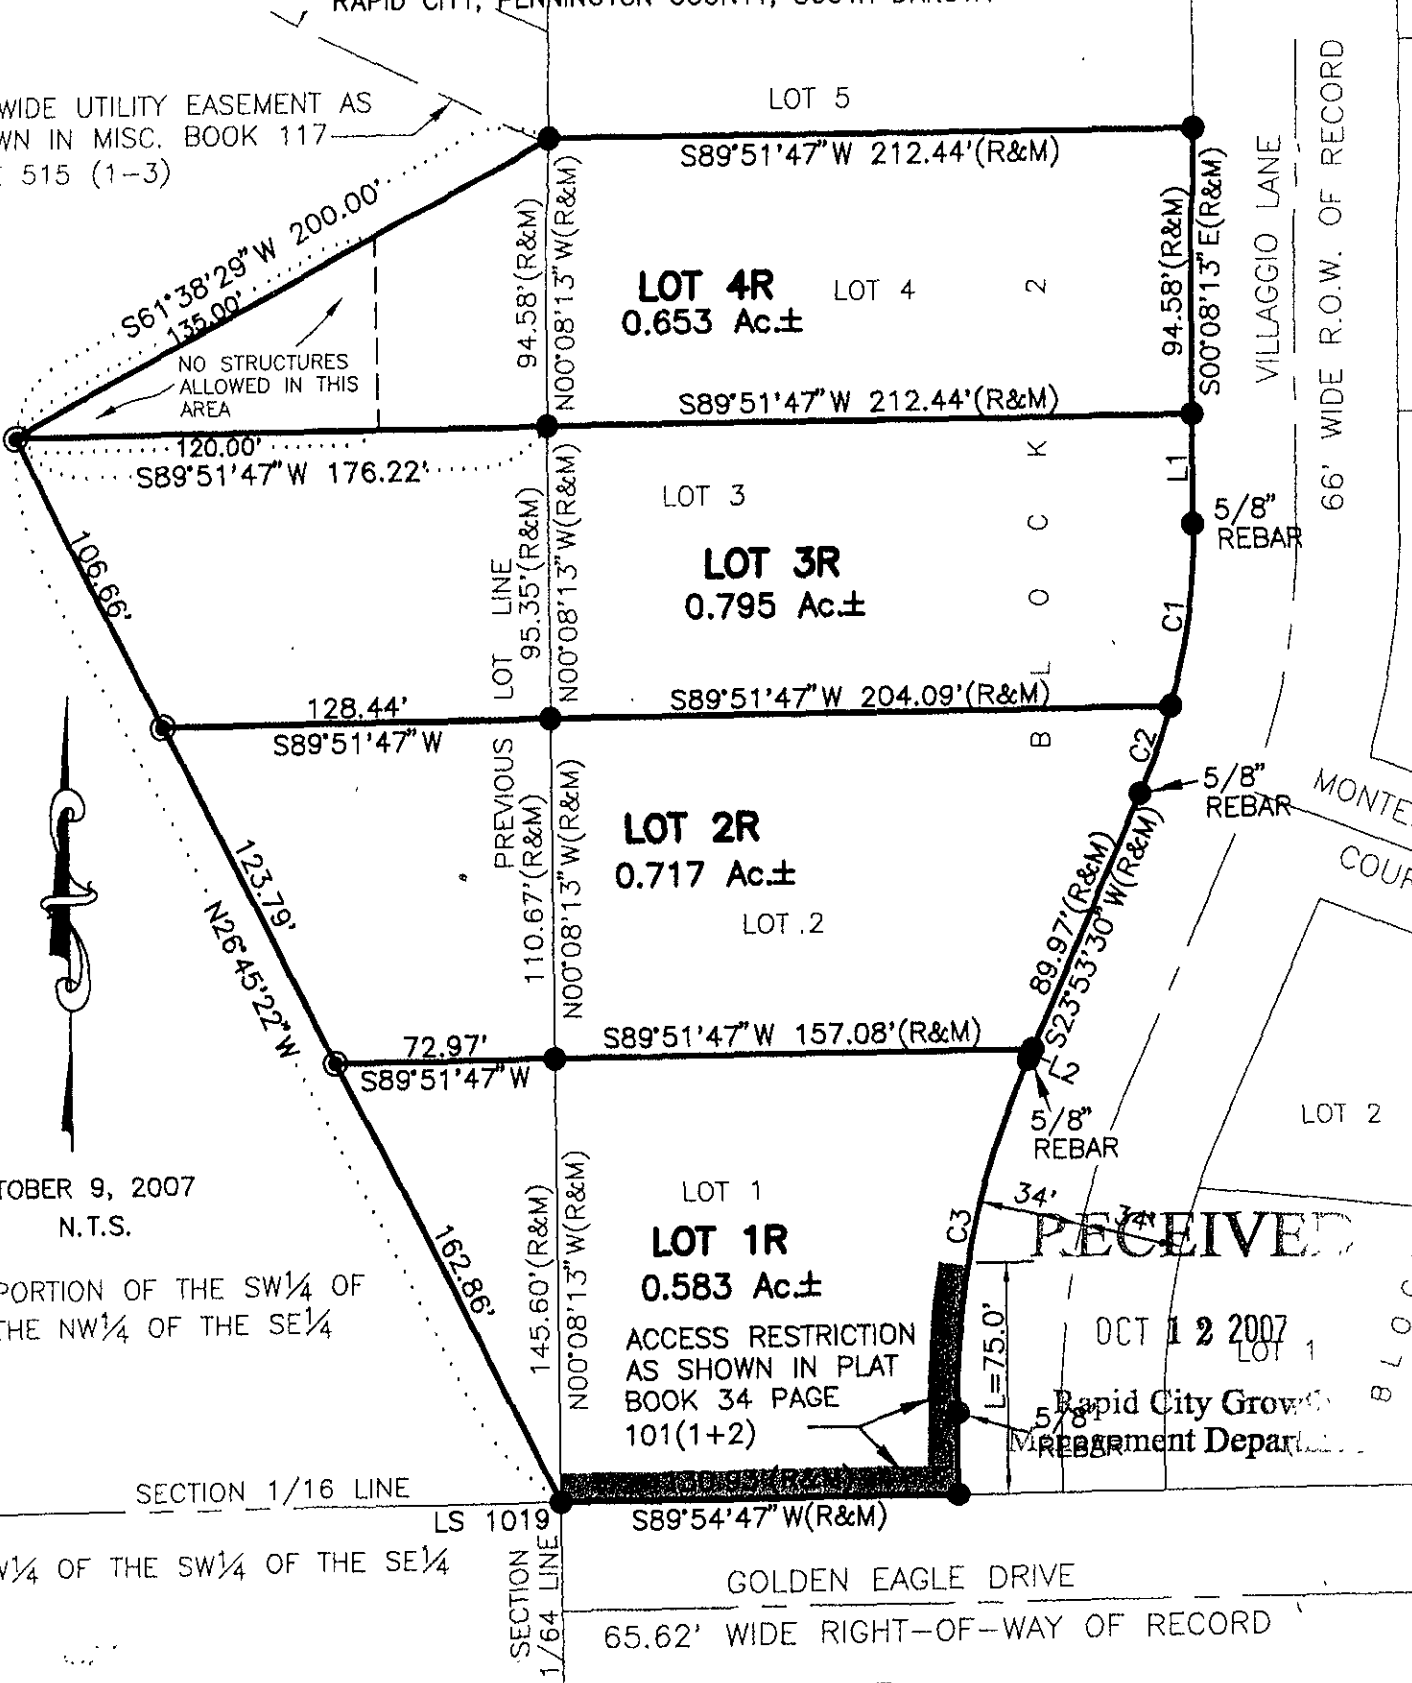 RAPID CITY, PENNINGTON COUNTY, SOUTH DAKOTA
WIDE UTILITY EASEMENT AS
WN IN MISC. BOOK 117
515 (1-3)
LOT 5
S89°51'47"W 212.44'(R&M)
S61°38'29"W 200.00'
135.00'
NO STRUCTURES
ALLOWED IN THIS
AREA
94.58'(R&M)
N00°08'13"W(R&M)
LOT 4R
0.653 Ac.±
LOT 4
94.58'(R&M)
S00°08'13"E(R&M)
VILLAGGIO LANE
66' WIDE R.O.W. OF RECORD
S89°51'47"W 212.44'(R&M)
120.00'
S89°51'47"W 176.22'
BLOCK 2
L1
5/8"
REBAR
LOT 3
LOT 3R
0.795 Ac.±
106.66'
PREVIOUS LOT LINE
95.35'(R&M)
N00°08'13"W(R&M)
C1
128.44'
S89°51'47"W
S89°51'47"W 204.09'(R&M)
C2
5/8"
REBAR
MONTE
COUR
LOT 2R
0.717 Ac.±
LOT 2
123.79'
N26°45'22"W
110.67'(R&M)
N00°08'13"W(R&M)
89.97'(R&M)
S23°53'30"W(R&M)
72.97'
S89°51'47"W
S89°51'47"W 157.08'(R&M)
L2
5/8"
REBAR
LOT 2
TOBER 9, 2007
N.T.S.
LOT 1
LOT 1R
0.583 Ac.±
162.86'
145.60'(R&M)
N00°08'13"W(R&M)
C3
34'
34'
RECEIVED
PORTION OF THE SW¼ OF
THE NW¼ OF THE SE¼
ACCESS RESTRICTION
AS SHOWN IN PLAT
BOOK 34 PAGE
101(1+2)
L=75.0'
OCT 12 2007
LOT 1
BLOC
Rapid City Grow
5/8"
REBAR
Management Depar
SECTION 1/16 LINE
(R&M)
LS 1019
S89°54'47"W(R&M)
W¼ OF THE SW¼ OF THE SE¼
SECTION
1/64 LINE
GOLDEN EAGLE DRIVE
65.62' WIDE RIGHT-OF-WAY OF RECORD